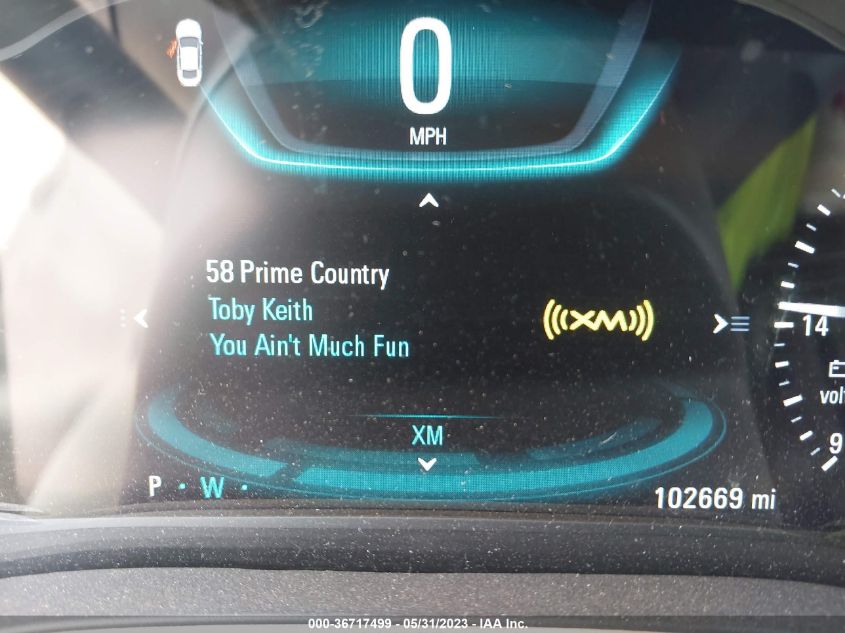 0
MPH
58 Prime Country
Toby Keith
You Ain't Much Fun
(((XM)))
14
XM
9
P · W ·
102669 mi
000-36717499 - 05/31/2023 - IAA Inc.